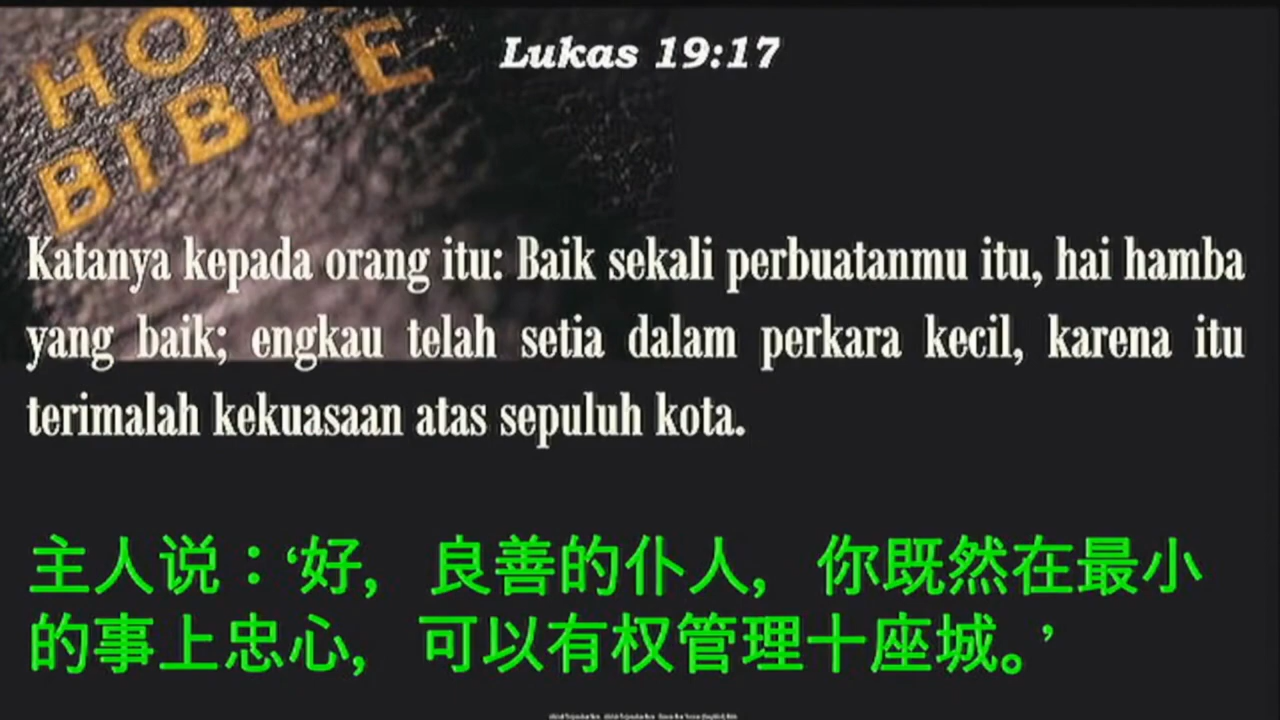 HOL
BIBLE
Lukas 19:17
Katanya kepada orang itu: Baik sekali perbuatanmu itu, hai hamba
yang baik; engkau telah setia dalam perkara kecil, karena itu
terimalah kekuasaan atas sepuluh kota.
主人说：‘好, 良善的仆人, 你既然在最小
的事上忠心, 可以有权管理十座城。’